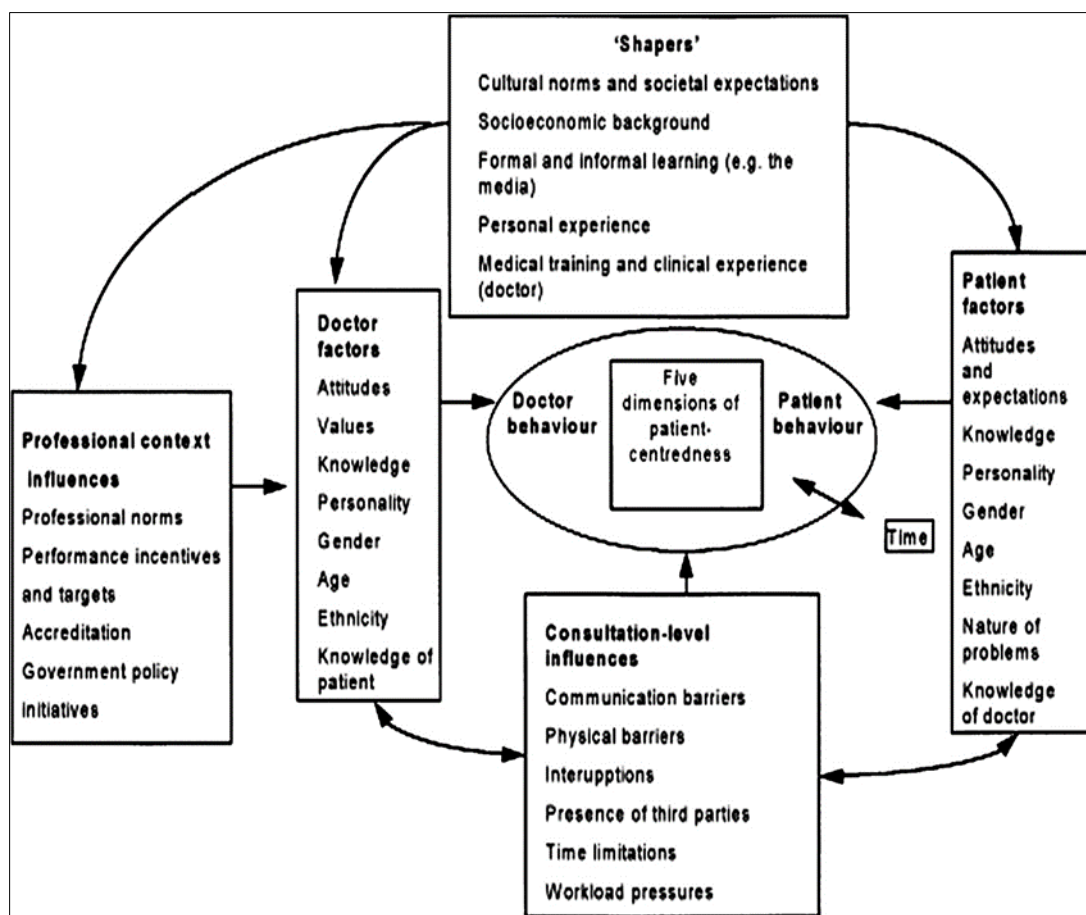 ‘Shapers’
Cultural norms and societal expectations
Socioeconomic background
Formal and informal learning (e.g. the
media)
Personal experience
Medical training and clinical experience
(doctor)
Professional context
Influences
Professional norms
Performance incentives
and targets
Accreditation
Government policy
initiatives
Doctor
factors
Attitudes
Values
Knowledge
Personality
Gender
Age
Ethnicity
Knowledge of
patient
Doctor
behaviour
Five
dimensions of
patient-
centredness
Patient
behaviour
Time
Consultation-level
influences
Communication barriers
Physical barriers
Interupptions
Presence of third parties
Time limitations
Workload pressures
Patient
factors
Attitudes
and
expectations
Knowledge
Personality
Gender
Age
Ethnicity
Nature of
problems
Knowledge
of doctor